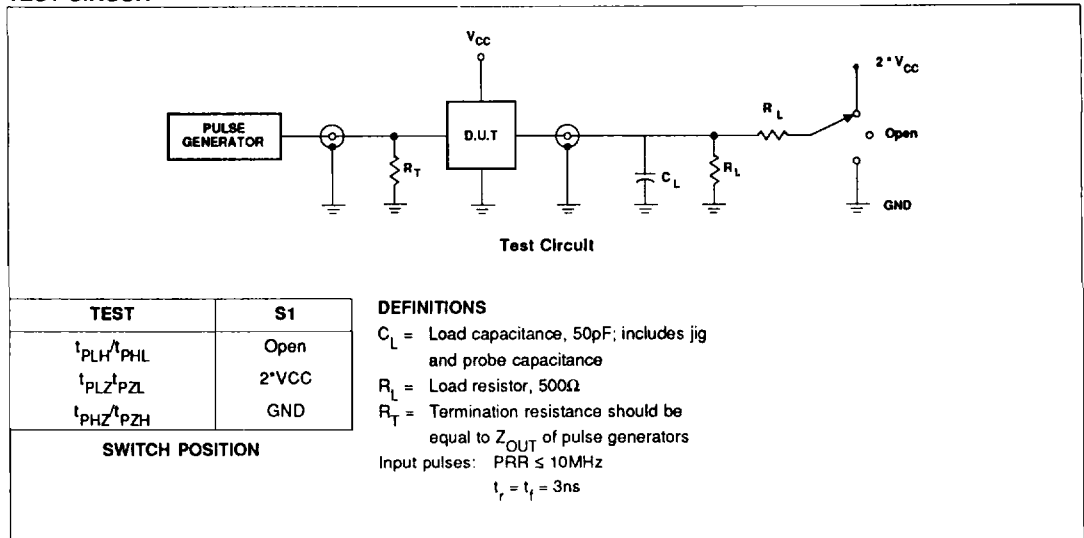 V_CC
2*V_CC
R_L
PULSE GENERATOR
D.U.T
Open
R_T
C_L
R_L
GND
Test Circuit
TEST S1
t_PLH/t_PHL Open
t_PLZ t_PZL 2*VCC
t_PHZ/t_PZH GND
SWITCH POSITION
DEFINITIONS
C_L = Load capacitance, 50pF; includes jig
and probe capacitance
R_L = Load resistor, 500Ω
R_T = Termination resistance should be
equal to Z_OUT of pulse generators
Input pulses: PRR ≤ 10MHz
t_r = t_f = 3ns